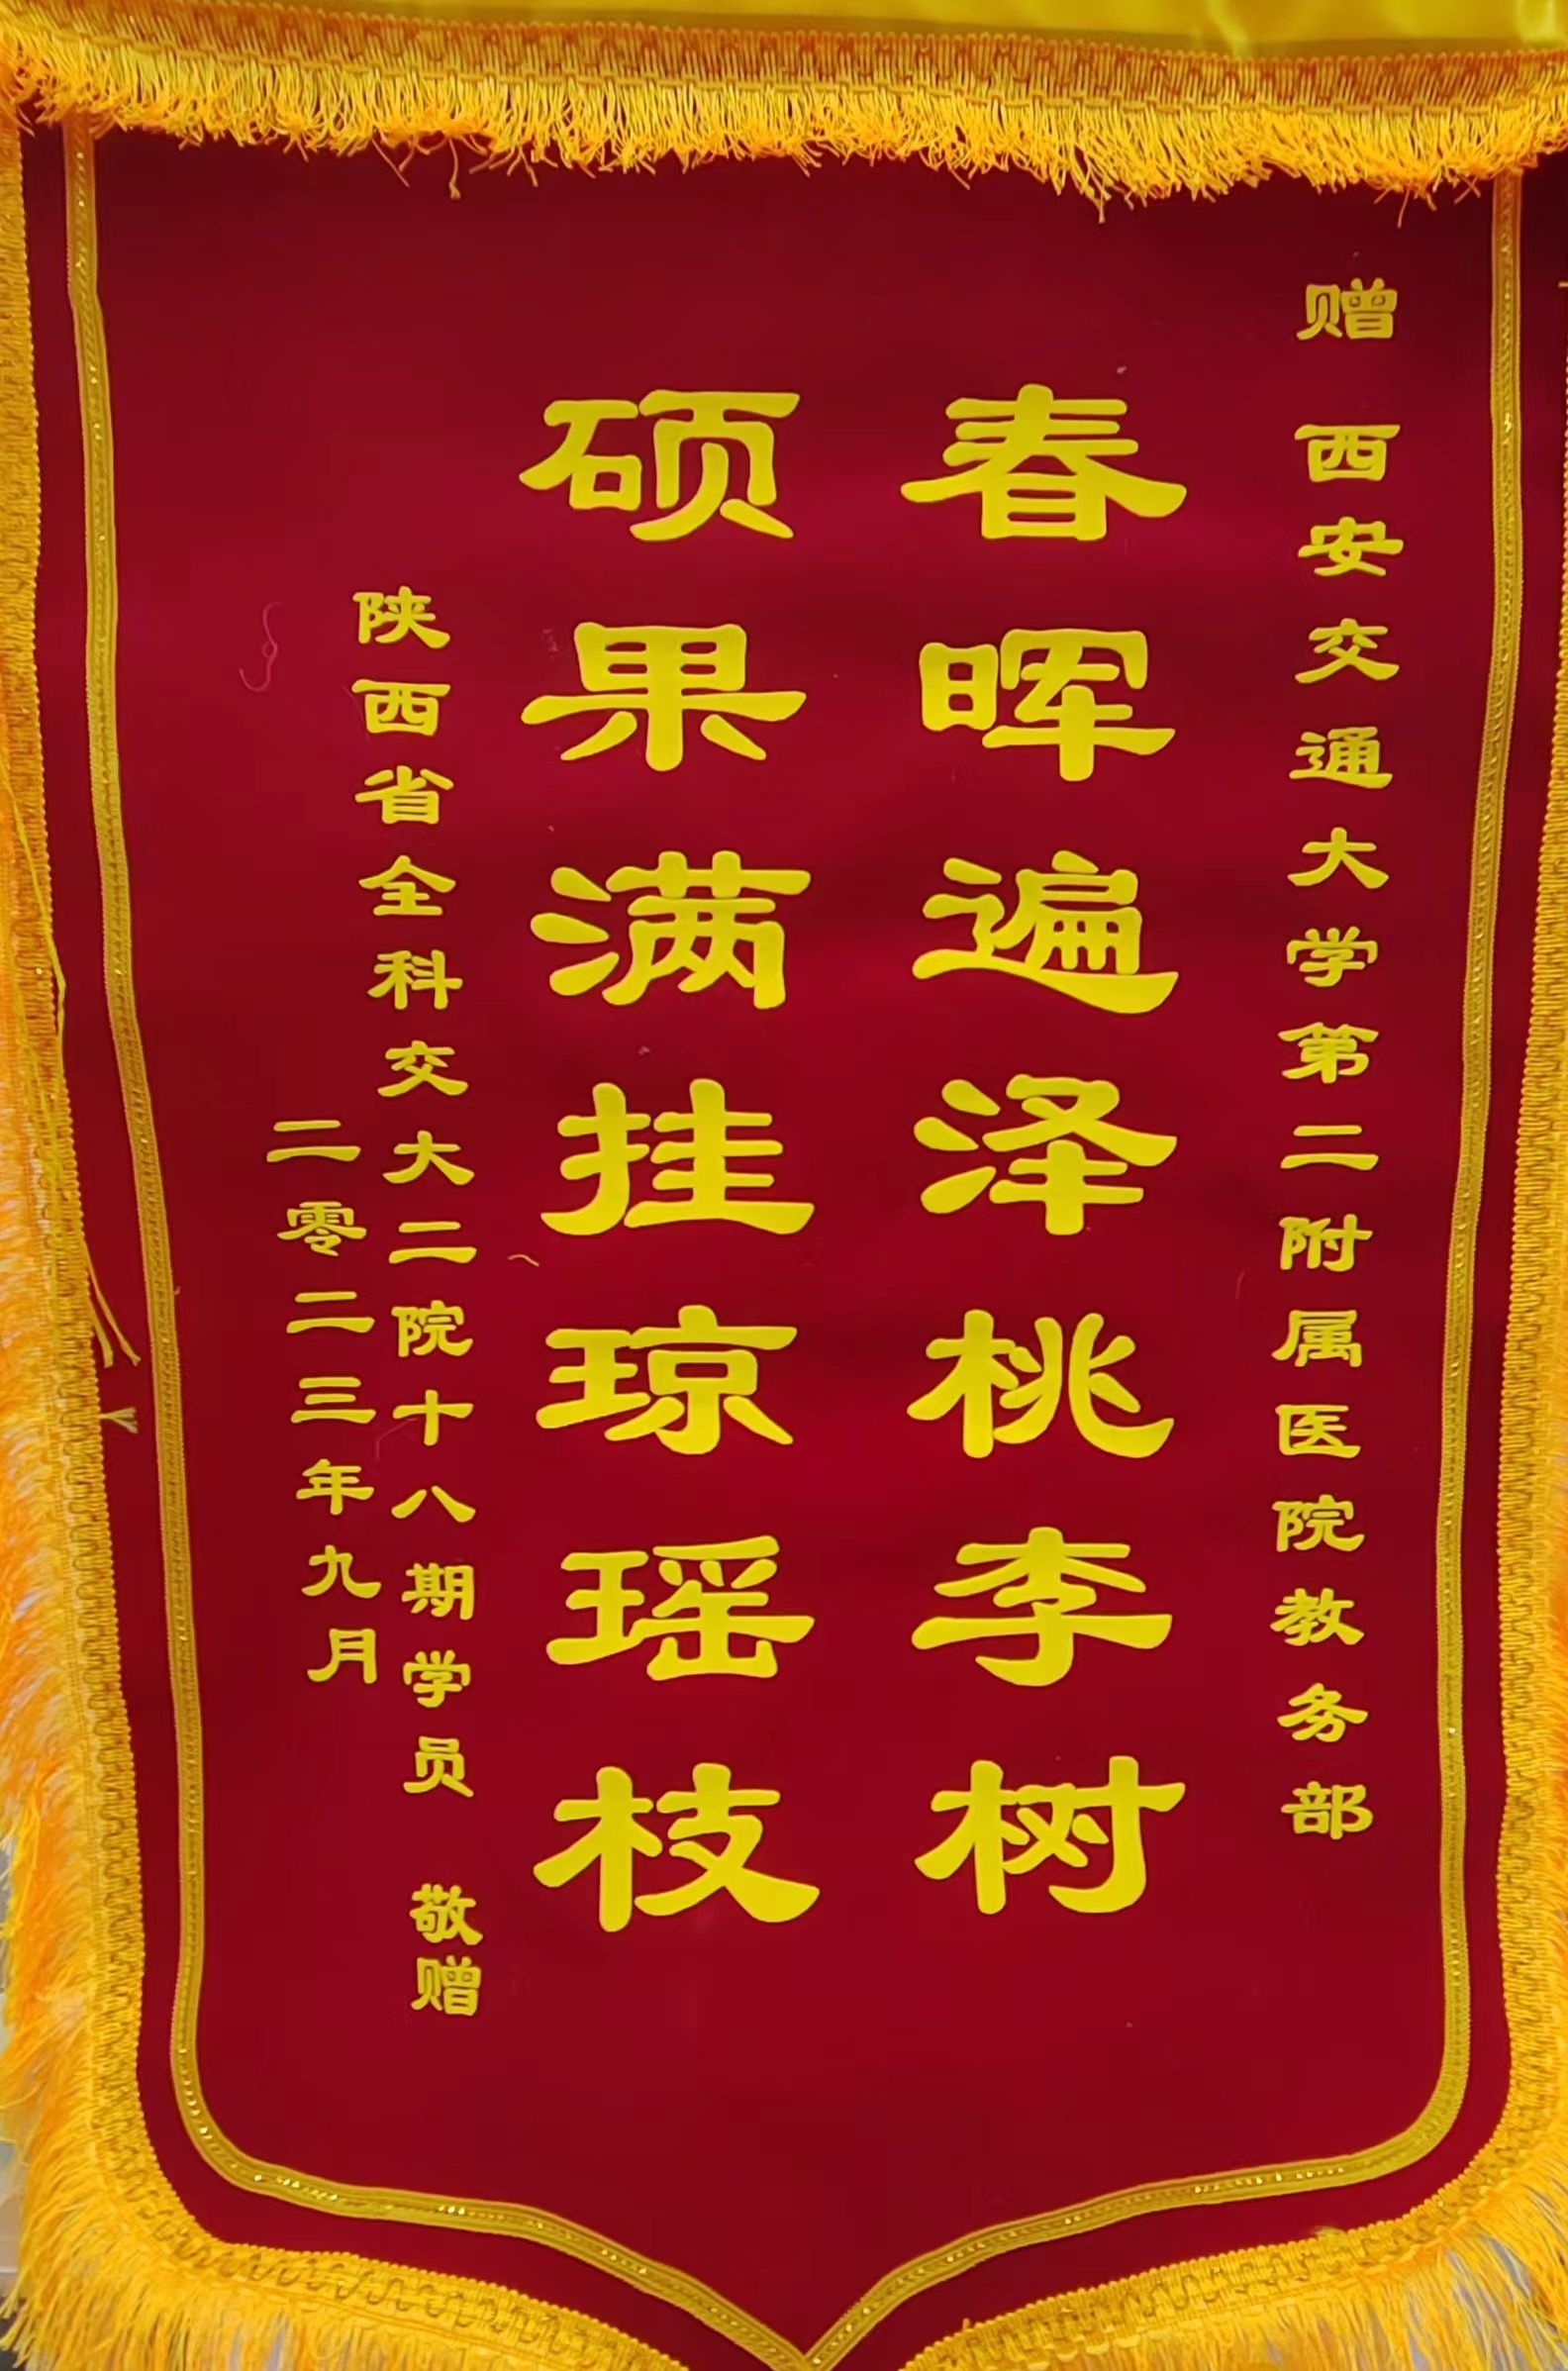 赠 西安交通大学第二附属医院教务部
春晖遍泽桃李树
硕果满挂琼瑶枝
陕西省全科交大二院十八期学员 敬赠
二零二三年九月